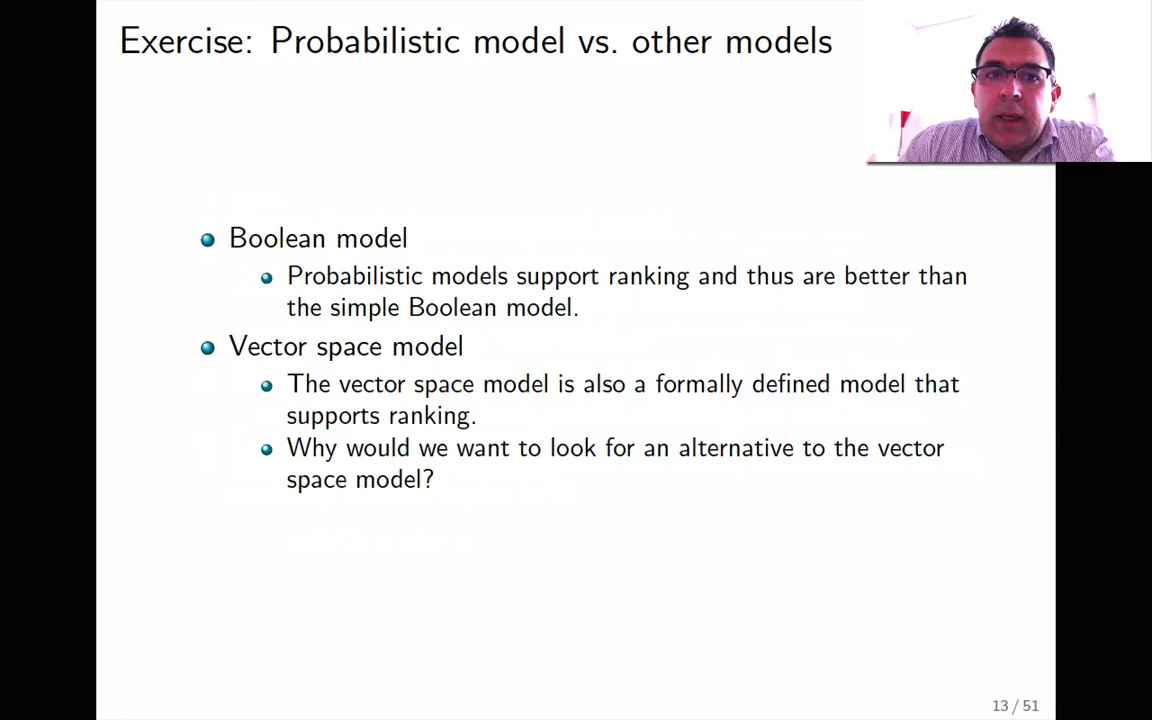 Exercise: Probabilistic model vs. other models
Boolean model
Probabilistic models support ranking and thus are better than
the simple Boolean model.
Vector space model
The vector space model is also a formally defined model that
supports ranking.
Why would we want to look for an alternative to the vector
space model?
13 / 51